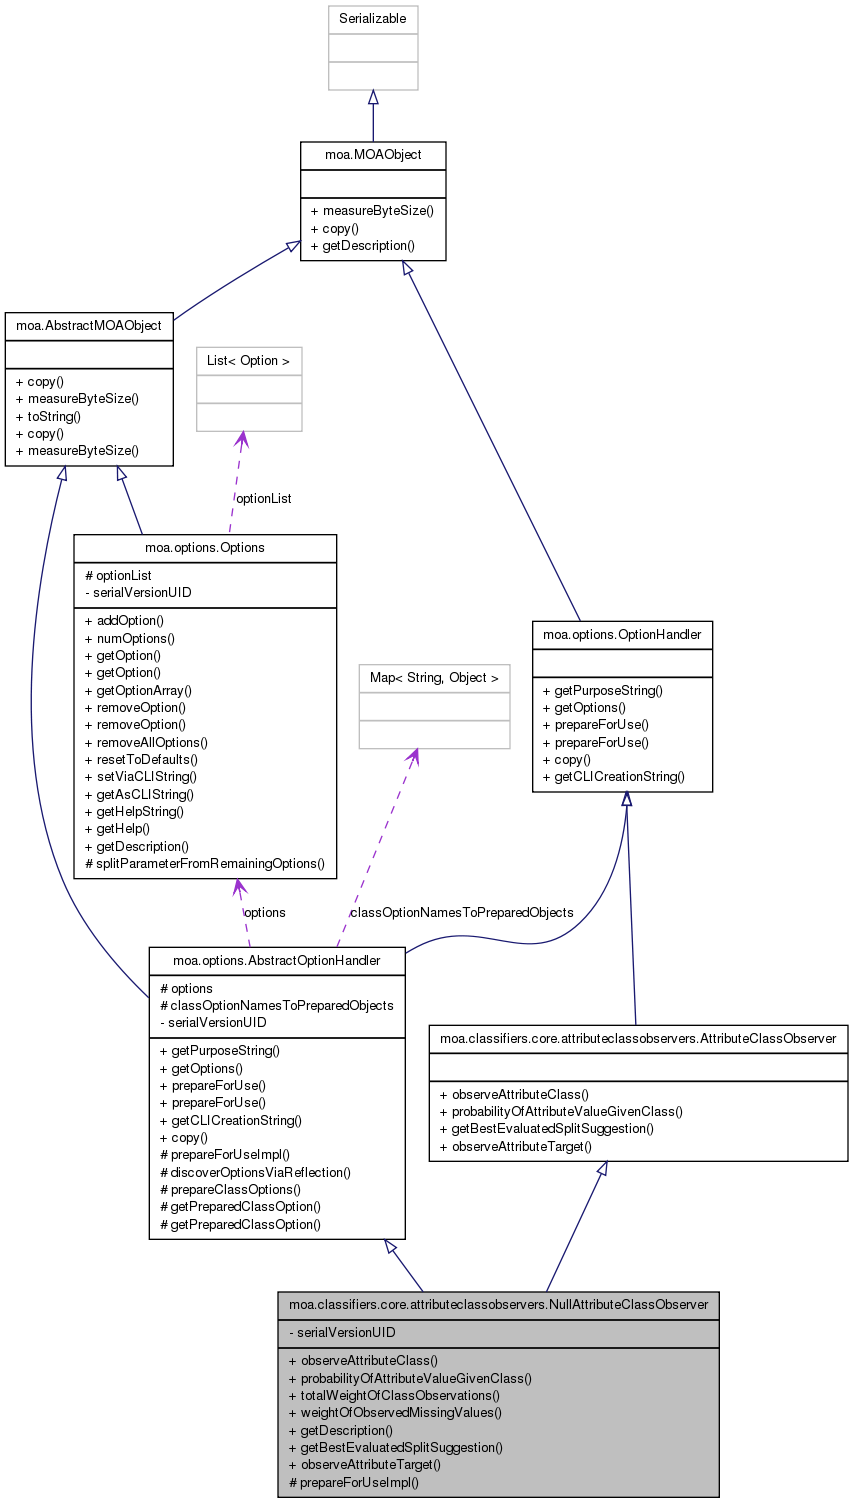 Serializable
moa.MOAObject
+ measureByteSize()
+ copy()
+ getDescription()
moa.AbstractMOAObject
+ copy()
+ measureByteSize()
+ toString()
+ copy()
+ measureByteSize()
List< Option >
optionList
moa.options.Options
# optionList
- serialVersionUID
+ addOption()
+ numOptions()
+ getOption()
+ getOption()
+ getOptionArray()
+ removeOption()
+ removeOption()
+ removeAllOptions()
+ resetToDefaults()
+ setViaCLIString()
+ getAsCLIString()
+ getHelpString()
+ getHelp()
+ getDescription()
# splitParameterFromRemainingOptions()
moa.options.OptionHandler
+ getPurposeString()
+ getOptions()
+ prepareForUse()
+ prepareForUse()
+ copy()
+ getCLICreationString()
Map< String, Object >
options
classOptionNamesToPreparedObjects
moa.options.AbstractOptionHandler
# options
# classOptionNamesToPreparedObjects
- serialVersionUID
+ getPurposeString()
+ getOptions()
+ prepareForUse()
+ prepareForUse()
+ getCLICreationString()
+ copy()
# prepareForUseImpl()
# discoverOptionsViaReflection()
# prepareClassOptions()
# getPreparedClassOption()
# getPreparedClassOption()
moa.classifiers.core.attributeclassobservers.AttributeClassObserver
+ observeAttributeClass()
+ probabilityOfAttributeValueGivenClass()
+ getBestEvaluatedSplitSuggestion()
+ observeAttributeTarget()
moa.classifiers.core.attributeclassobservers.NullAttributeClassObserver
- serialVersionUID
+ observeAttributeClass()
+ probabilityOfAttributeValueGivenClass()
+ totalWeightOfClassObservations()
+ weightOfObservedMissingValues()
+ getDescription()
+ getBestEvaluatedSplitSuggestion()
+ observeAttributeTarget()
# prepareForUseImpl()